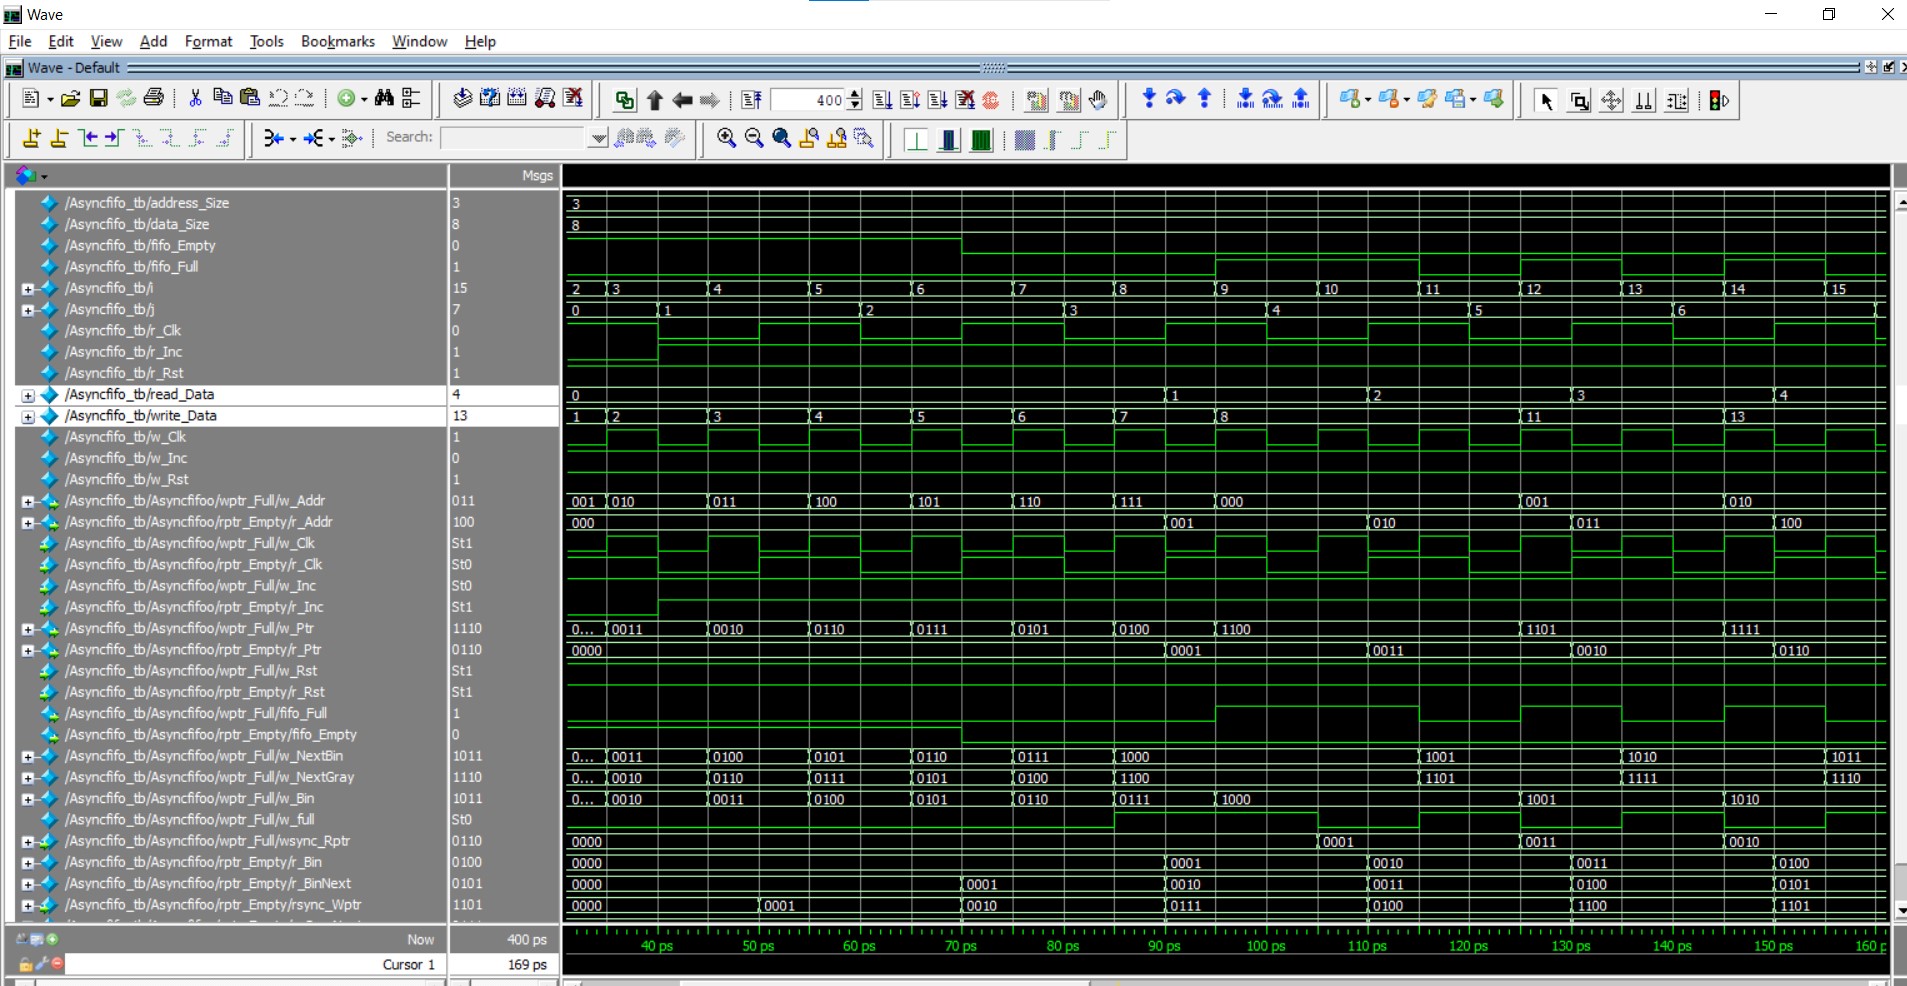 Wave
File Edit View Add Format Tools Bookmarks Window Help
Wave - Default
400
Search:
Msgs
/Asyncfifo_tb/address_Size 3 3
/Asyncfifo_tb/data_Size 8 8
/Asyncfifo_tb/fifo_Empty 0
/Asyncfifo_tb/fifo_Full 1
/Asyncfifo_tb/i 15 2 3 4 5 6 7 8 9 10 11 12 13 14 15
/Asyncfifo_tb/j 7 0 1 2 3 4 5 6
/Asyncfifo_tb/r_Clk 0
/Asyncfifo_tb/r_Inc 1
/Asyncfifo_tb/r_Rst 1
/Asyncfifo_tb/read_Data 4 0 1 2 3 4
/Asyncfifo_tb/write_Data 13 1 2 3 4 5 6 7 8 11 13
/Asyncfifo_tb/w_Clk 1
/Asyncfifo_tb/w_Inc 0
/Asyncfifo_tb/w_Rst 1
/Asyncfifo_tb/Asyncfifoo/wptr_Full/w_Addr 011 001 010 011 100 101 110 111 000 001 010
/Asyncfifo_tb/Asyncfifoo/rptr_Empty/r_Addr 100 000 001 010 011 100
/Asyncfifo_tb/Asyncfifoo/wptr_Full/w_Clk St1
/Asyncfifo_tb/Asyncfifoo/rptr_Empty/r_Clk St0
/Asyncfifo_tb/Asyncfifoo/wptr_Full/w_Inc St0
/Asyncfifo_tb/Asyncfifoo/rptr_Empty/r_Inc St1
/Asyncfifo_tb/Asyncfifoo/wptr_Full/w_Ptr 1110 0... 0011 0010 0110 0111 0101 0100 1100 1101 1111
/Asyncfifo_tb/Asyncfifoo/rptr_Empty/r_Ptr 0110 0000 0001 0011 0010 0110
/Asyncfifo_tb/Asyncfifoo/wptr_Full/w_Rst St1
/Asyncfifo_tb/Asyncfifoo/rptr_Empty/r_Rst St1
/Asyncfifo_tb/Asyncfifoo/wptr_Full/fifo_Full 1
/Asyncfifo_tb/Asyncfifoo/rptr_Empty/fifo_Empty 0
/Asyncfifo_tb/Asyncfifoo/wptr_Full/w_NextBin 1011 0... 0011 0100 0101 0110 0111 1000 1001 1010 1011
/Asyncfifo_tb/Asyncfifoo/wptr_Full/w_NextGray 1110 0... 0010 0110 0111 0101 0100 1100 1101 1111 1110
/Asyncfifo_tb/Asyncfifoo/wptr_Full/w_Bin 1011 0... 0010 0011 0100 0101 0110 0111 1000 1001 1010
/Asyncfifo_tb/Asyncfifoo/wptr_Full/w_full St0
/Asyncfifo_tb/Asyncfifoo/wptr_Full/wsync_Rptr 0110 0000 0001 0011 0010
/Asyncfifo_tb/Asyncfifoo/rptr_Empty/r_Bin 0100 0000 0001 0010 0011 0100
/Asyncfifo_tb/Asyncfifoo/rptr_Empty/r_BinNext 0101 0000 0001 0010 0011 0100 0101
/Asyncfifo_tb/Asyncfifoo/rptr_Empty/rsync_Wptr 1101 0000 0001 0010 0111 0100 1100 1101
Now 400 ps 40 ps 50 ps 60 ps 70 ps 80 ps 90 ps 100 ps 110 ps 120 ps 130 ps 140 ps 150 ps 160 p
Cursor 1 169 ps